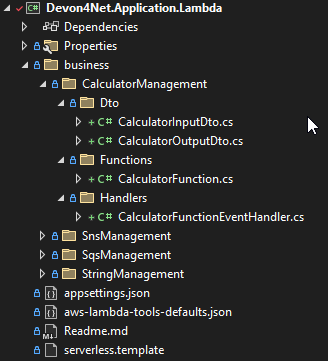 Devon4Net.Application.Lambda
Dependencies
Properties
business
CalculatorManagement
Dto
CalculatorInputDto.cs
CalculatorOutputDto.cs
Functions
CalculatorFunction.cs
Handlers
CalculatorFunctionEventHandler.cs
SnsManagement
SqsManagement
StringManagement
appsettings.json
aws-lambda-tools-defaults.json
Readme.md
serverless.template